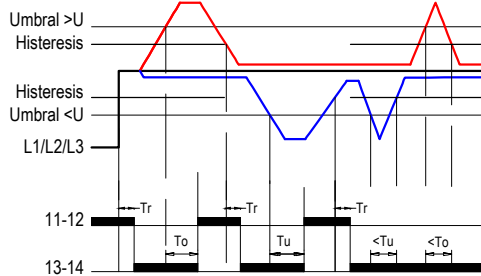 Umbral >U
Histeresis
Histeresis
Umbral <U
L1/L2/L3
Tr Tr Tr
11-12
To Tu <Tu <To
13-14